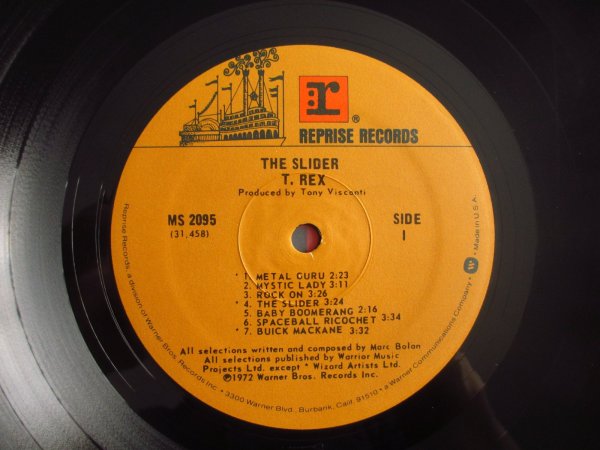 :r
®
REPRISE RECORDS
THE SLIDER
T. REX
Produced by Tony Visconti
MS 2095
(31,458)
SIDE
1
* 1. METAL GURU 2:23
2. MYSTIC LADY 3:11
3. ROCK ON 3:26
* 4. THE SLIDER 3:24
5. BABY BOOMERANG 2:16
6. SPACEBALL RICOCHET 3:34
* 7. BUICK MACKANE 3:32
All selections written and composed by Marc Bolan
All selections published by Warrior Music
Projects Ltd. except * Wizard Artists Ltd.
℗1972 Warner Bros. Records Inc.
Reprise Records, a division of Warner Bros. Records Inc. • 3300 Warner Blvd., Burbank, Calif. 91510 • a Warner Communications Company • W • Made in U.S.A.